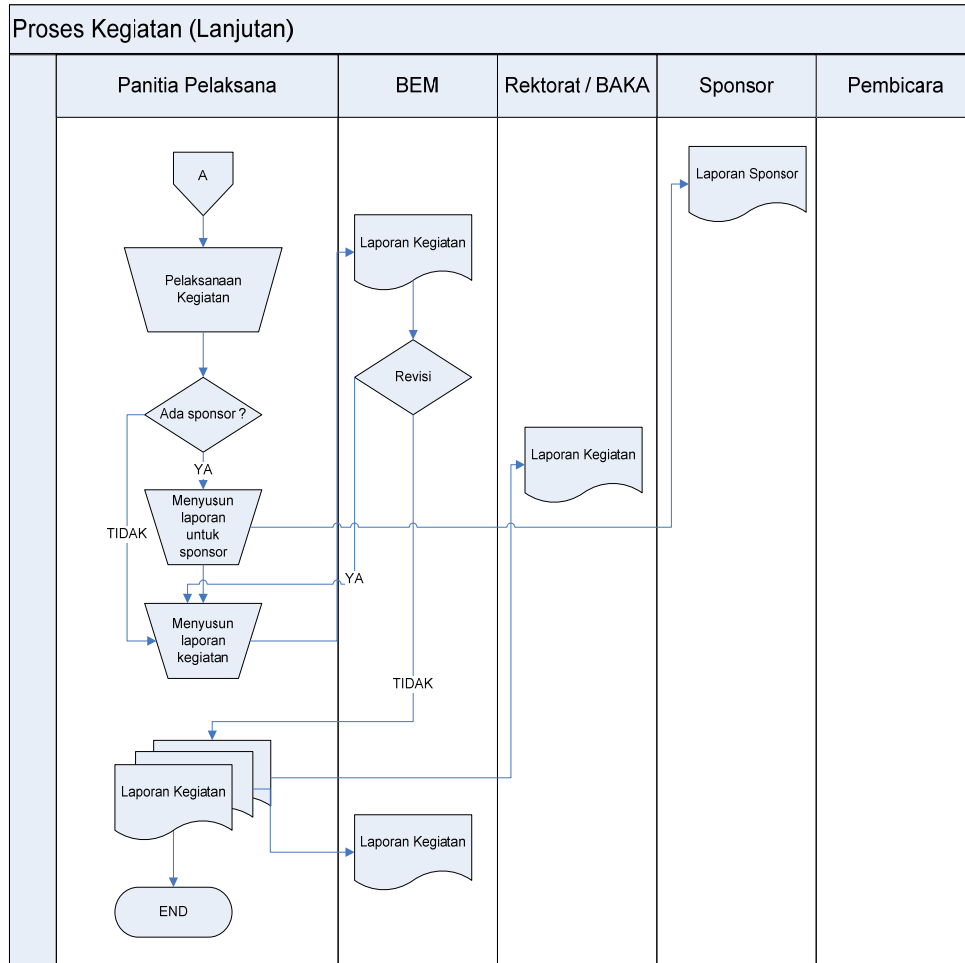 Proses Kegiatan (Lanjutan)
Panitia Pelaksana
BEM
Rektorat / BAKA
Sponsor
Pembicara
A
Pelaksanaan
Kegiatan
Ada sponsor ?
YA
Menyusun
laporan
untuk
sponsor
TIDAK
Menyusun
laporan
kegiatan
Laporan Kegiatan
END
Laporan Kegiatan
Revisi
YA
TIDAK
Laporan Kegiatan
Laporan Kegiatan
Laporan Sponsor